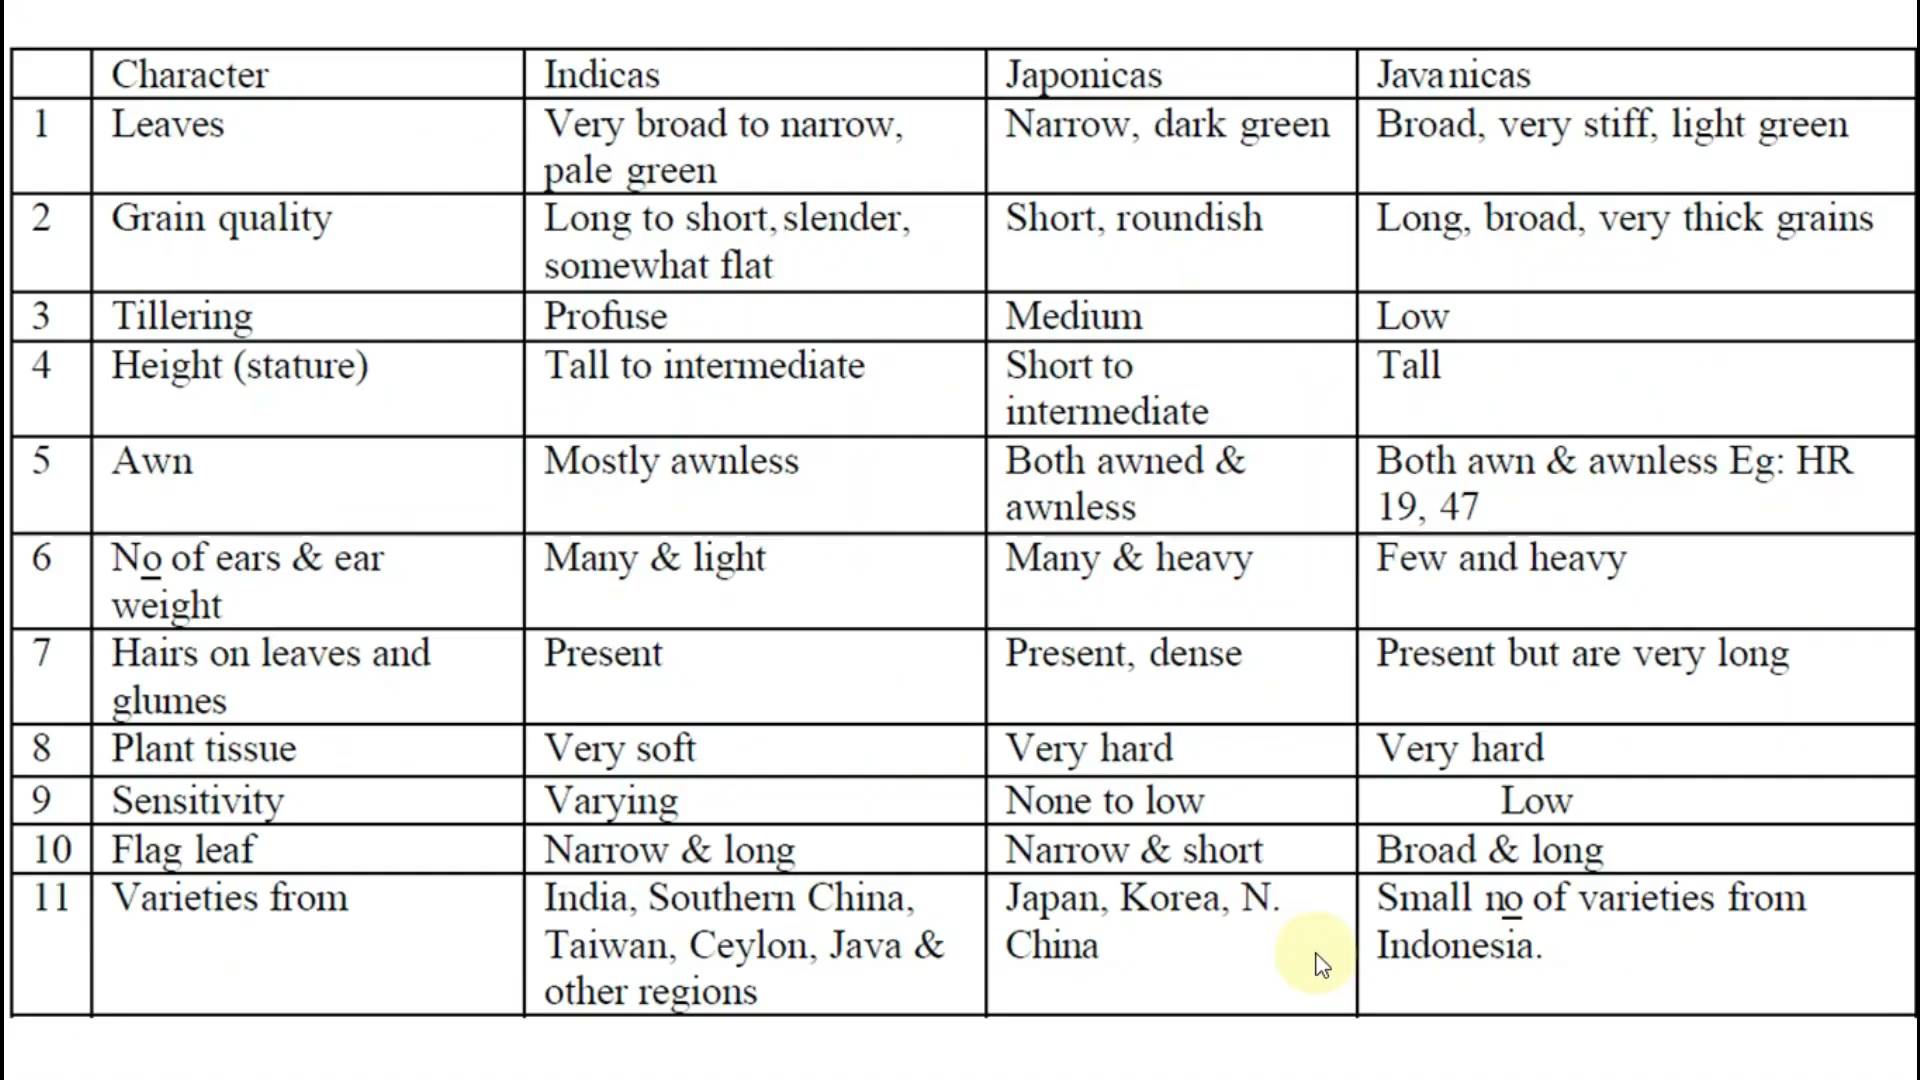 Character Indicas Japonicas Javanicas
1 Leaves Very broad to narrow, Narrow, dark green Broad, very stiff, light green
pale green
2 Grain quality Long to short, slender, Short, roundish Long, broad, very thick grains
somewhat flat
3 Tillering Profuse Medium Low
4 Height (stature) Tall to intermediate Short to Tall
intermediate
5 Awn Mostly awnless Both awned & Both awn & awnless Eg: HR
awnless 19, 47
6 No of ears & ear Many & light Many & heavy Few and heavy
weight
7 Hairs on leaves and Present Present, dense Present but are very long
glumes
8 Plant tissue Very soft Very hard Very hard
9 Sensitivity Varying None to low Low
10 Flag leaf Narrow & long Narrow & short Broad & long
11 Varieties from India, Southern China, Japan, Korea, N. Small no of varieties from
Taiwan, Ceylon, Java & China Indonesia.
other regions